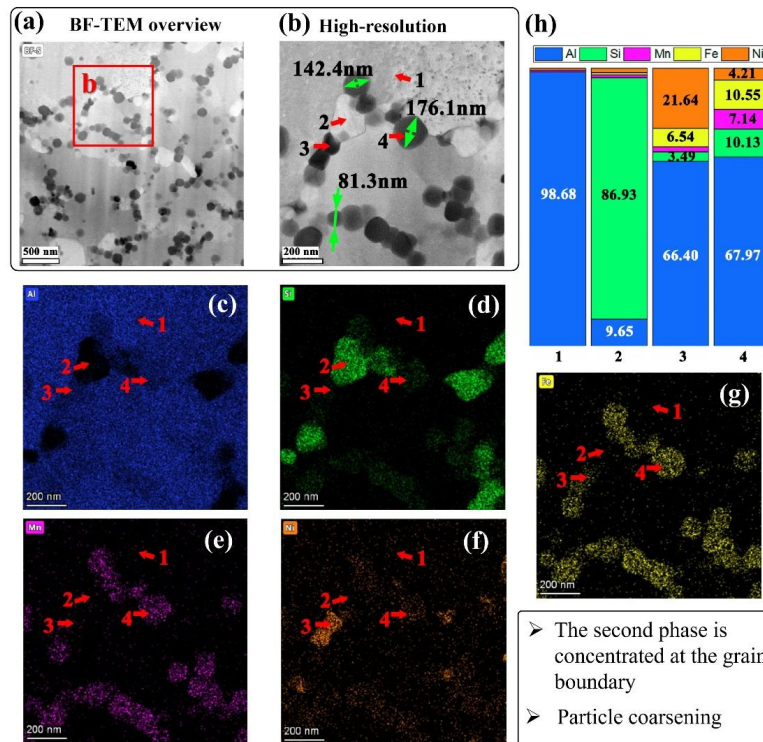 (a) BF-TEM overview
(b) High-resolution
BF-S
b
500 nm
142.4nm
1
2
176.1nm
3
4
81.3nm
200 nm
(h)
Al Si Mn Fe Ni
98.68
86.93
9.65
21.64
6.54
3.49
66.40
4.21
10.55
7.14
10.13
67.97
1 2 3 4
Al
(c)
1
2
3
4
200 nm
Si
(d)
1
2
3
4
200 nm
Fe
(g)
1
2
3
4
200 nm
Mn
(e)
1
2
3
4
200 nm
Ni
(f)
1
2
3
4
200 nm
➢ The second phase is
concentrated at the grain
boundary
➢ Particle coarsening